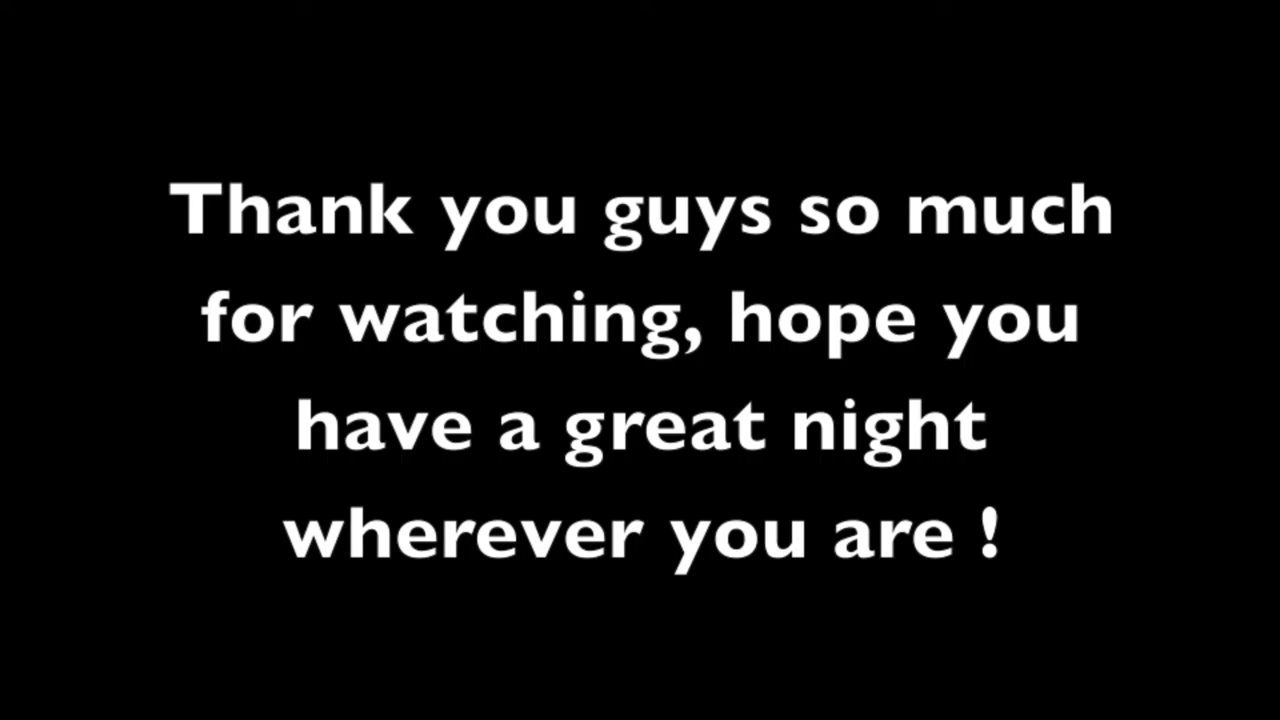 Thank you guys so much
for watching, hope you
have a great night
wherever you are !